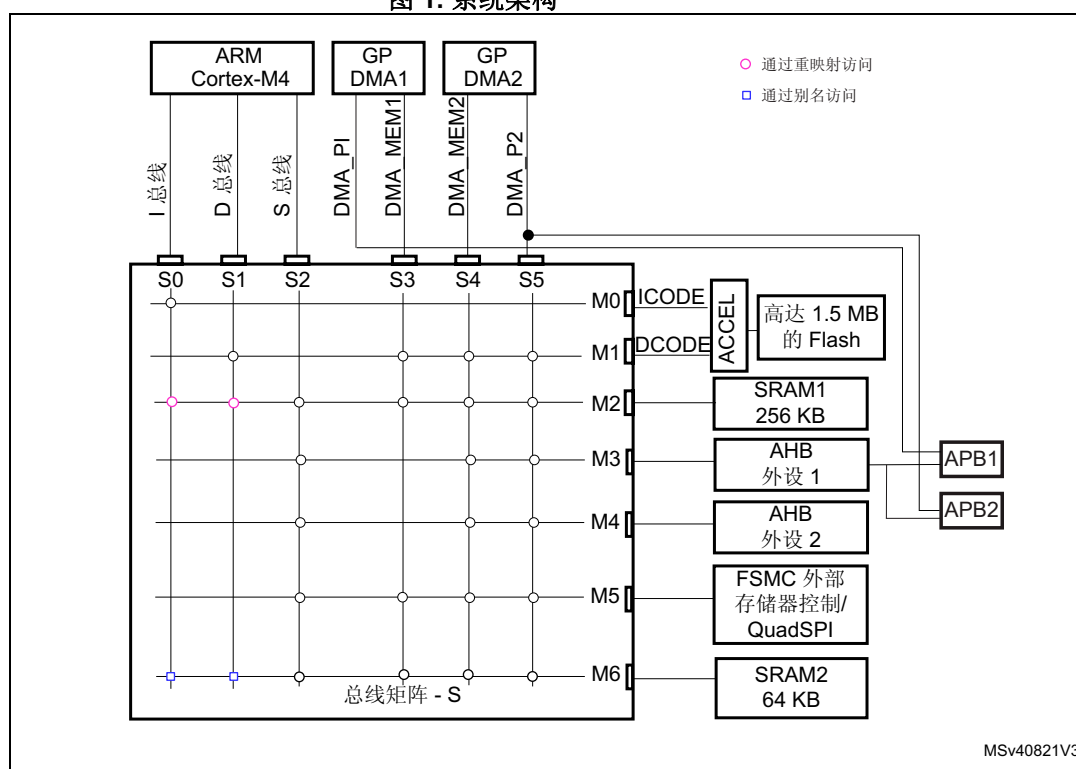 图 1. 系统架构
ARM
Cortex-M4
GP
DMA1
GP
DMA2
通过重映射访问
通过别名访问
I 总线
D 总线
S 总线
DMA_PI
DMA_MEM1
DMA_MEM2
DMA_P2
S0
S1
S2
S3
S4
S5
M0
ICODE
M1
DCODE
ACCEL
高达 1.5 MB
的 Flash
M2
SRAM1
256 KB
M3
AHB
外设 1
APB1
APB2
M4
AHB
外设 2
M5
FSMC 外部
存储器控制/
QuadSPI
M6
SRAM2
64 KB
总线矩阵 - S
MSv40821V3